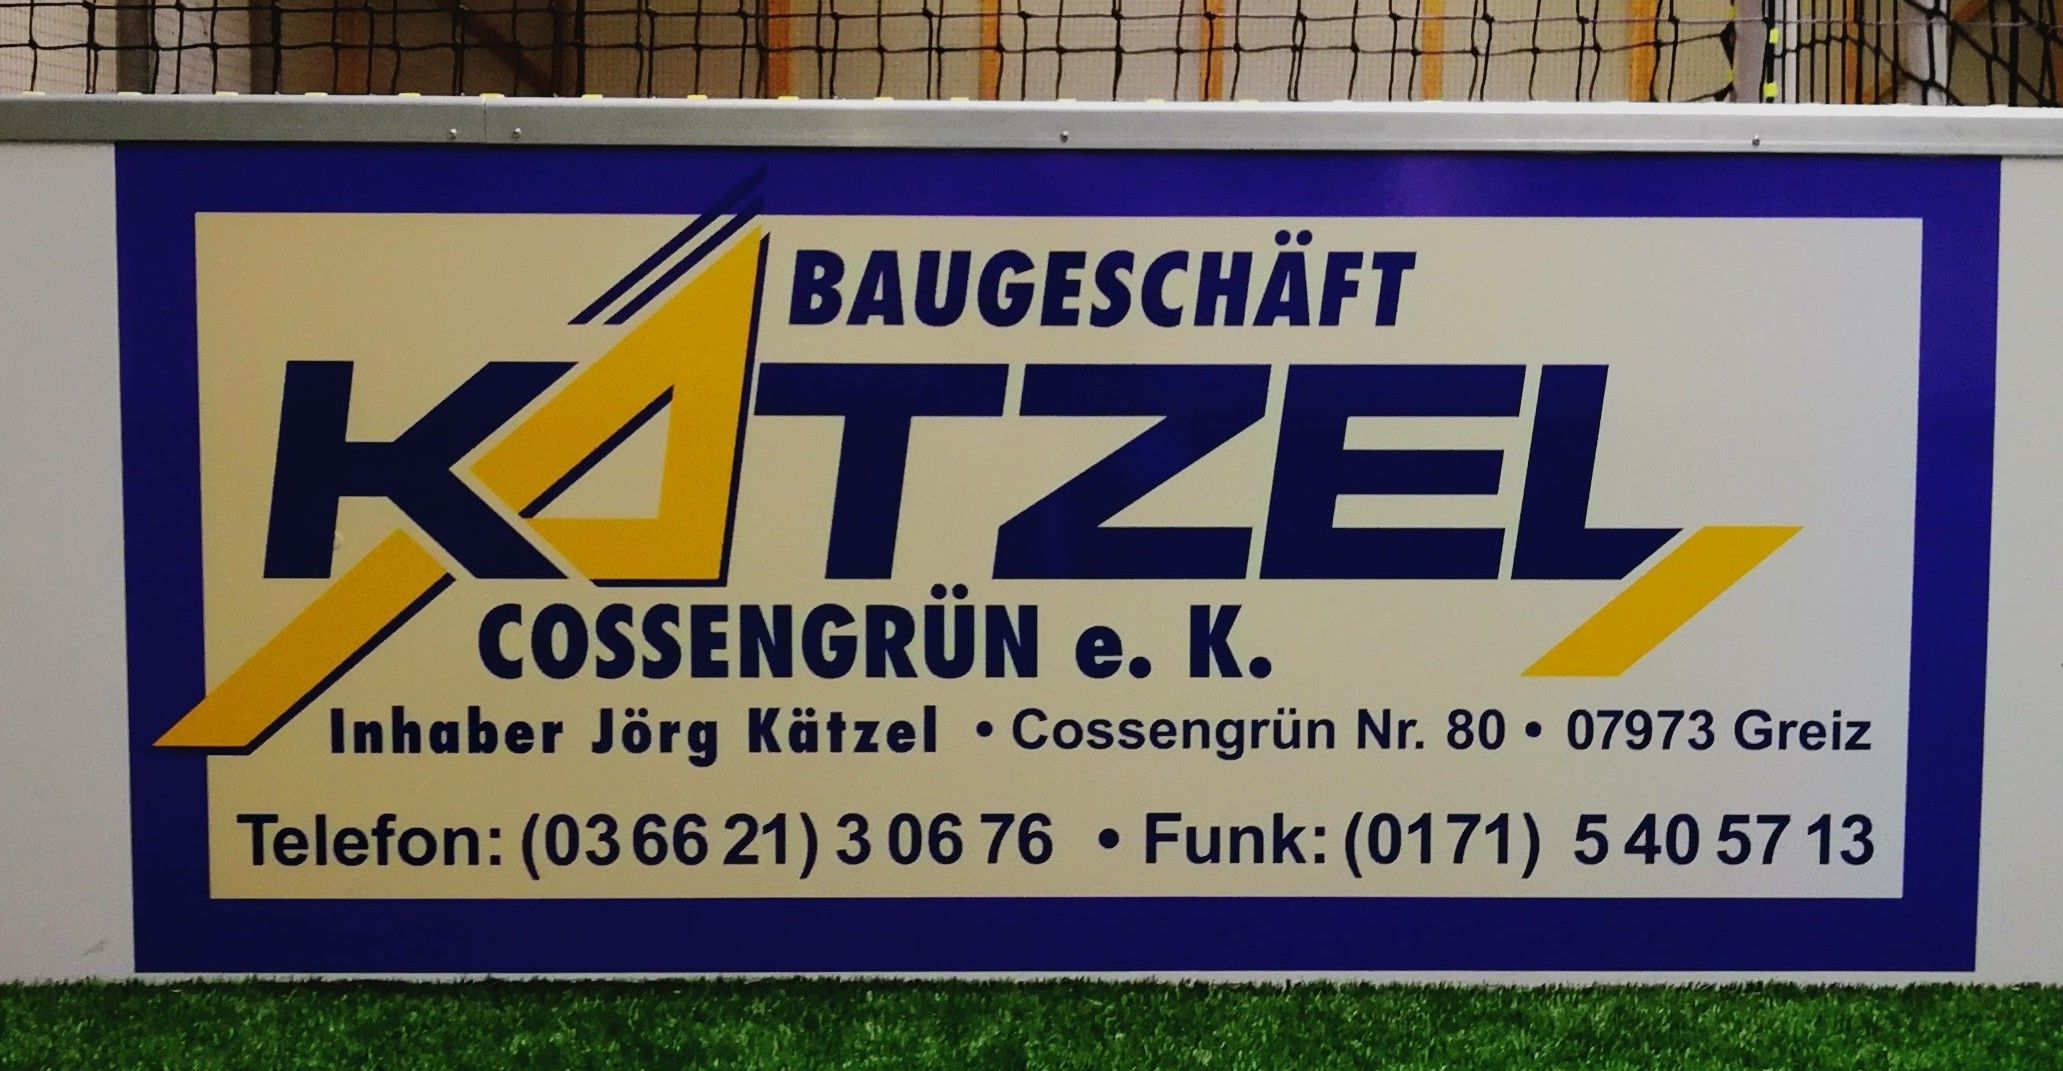 BAUGESCHÄFT
KÄTZEL
COSSENGRÜN e. K.
Inhaber Jörg Kätzel • Cossengrün Nr. 80 • 07973 Greiz
Telefon: (03 66 21) 3 06 76 • Funk: (0171) 5 40 57 13